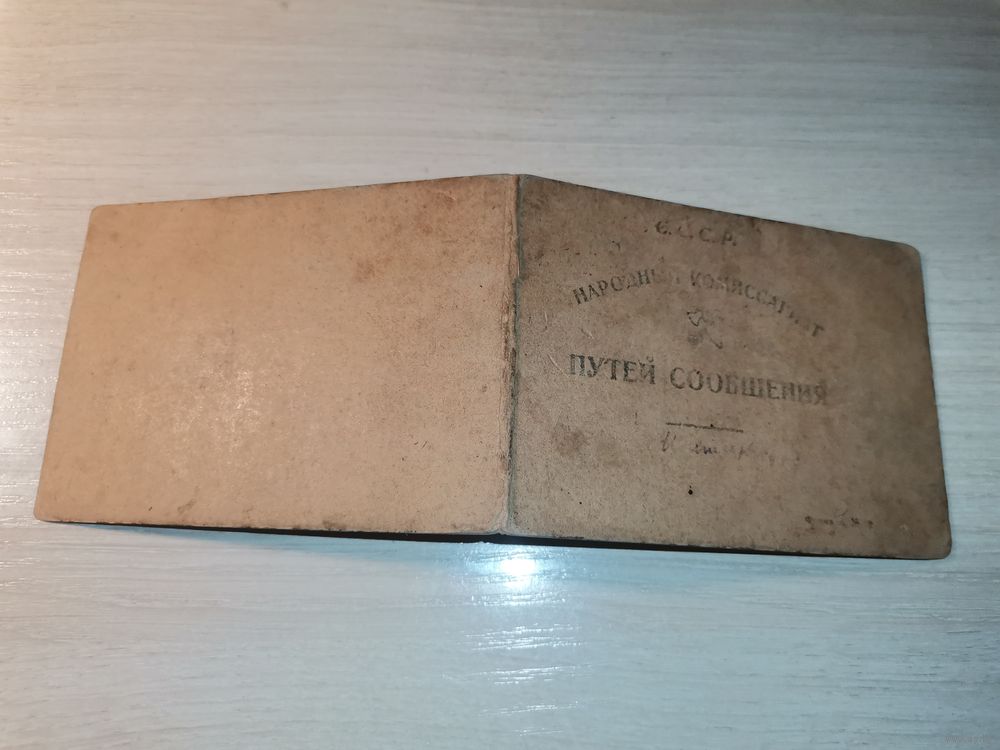 С.С.С.Р.
НАРОДНЫЙ КОМИССАРИАТ
ПУТЕЙ СООБЩЕНИЯ